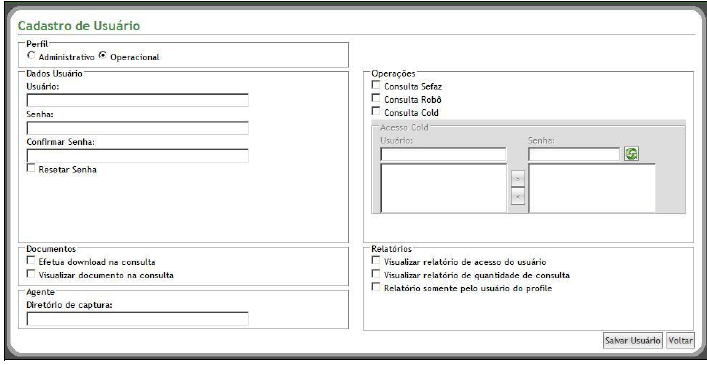 Cadastro de Usuário
Perfil
Administrativo Operacional
Dados Usuário
Usuário:
Senha:
Confirmar Senha:
Resetar Senha
Operações
Consulta Sefaz
Consulta Robô
Consulta Cold
Acesso Cold
Usuário: Senha:
Documentos
Efetua download na consulta
Visualizar documento na consulta
Agente
Diretório de captura:
Relatórios
Visualizar relatório de acesso do usuário
Visualizar relatório de quantidade de consulta
Relatório somente pelo usuário do profile
Salvar Usuário Voltar